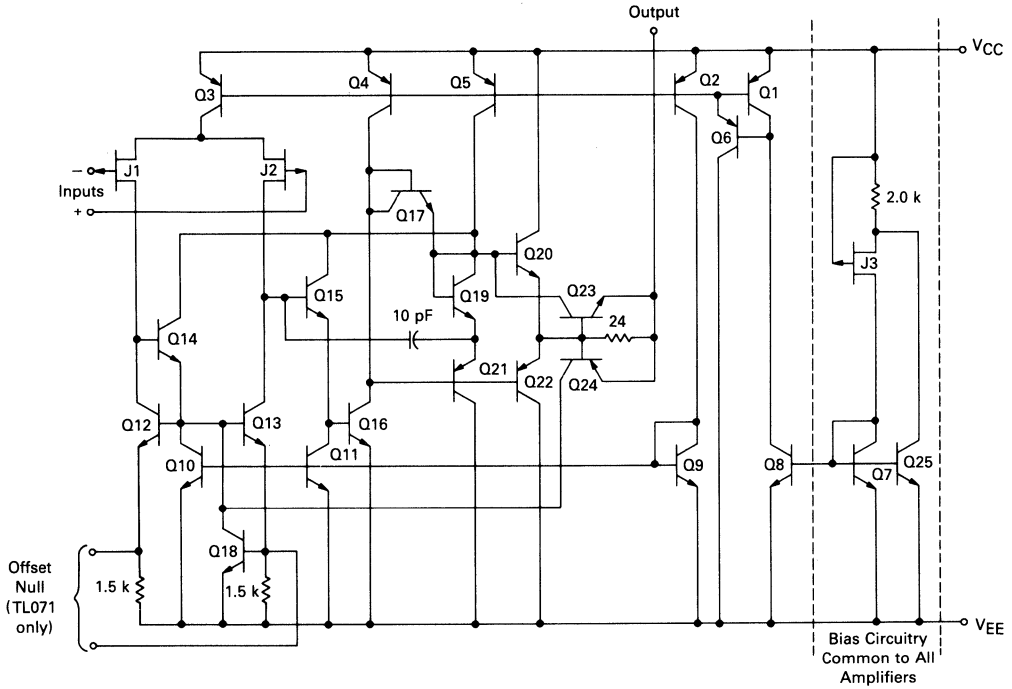 Output
VCC
Q3
Q4
Q5
Q2
Q1
Q6
−
J1
J2
Inputs
+
2.0 k
Q17
J3
Q20
Q15
Q19
Q23
10 pF
24
Q14
Q21
Q22
Q24
Q12
Q13
Q16
Q10
Q11
Q9
Q8
Q7
Q25
Q18
Offset
Null
(TL071
only)
1.5 k
1.5 k
VEE
Bias Circuitry
Common to All
Amplifiers